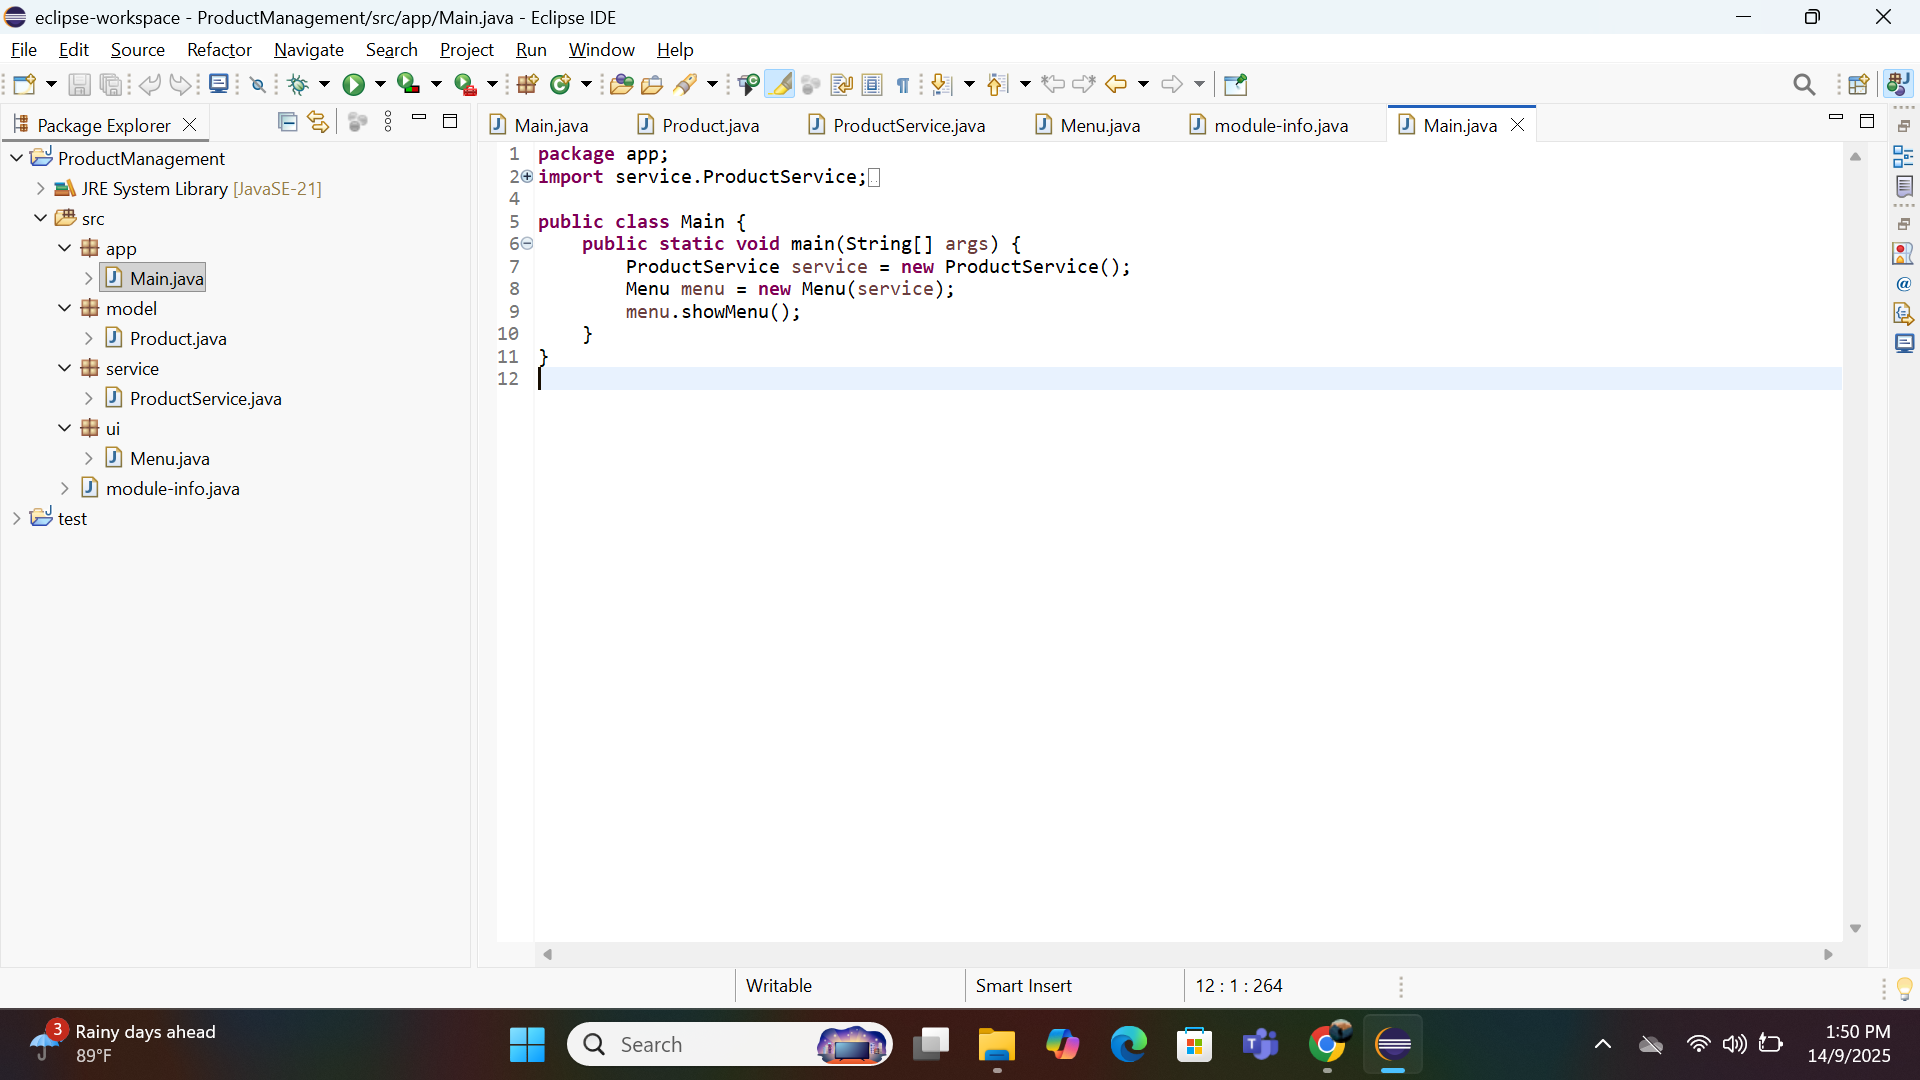 eclipse-workspace - ProductManagement/src/app/Main.java - Eclipse IDE
File Edit Source Refactor Navigate Search Project Run Window Help
Package Explorer
Main.java Product.java ProductService.java Menu.java module-info.java Main.java
ProductManagement
JRE System Library [JavaSE-21]
src
app
Main.java
model
Product.java
service
ProductService.java
ui
Menu.java
module-info.java
test
1 package app;
2 import service.ProductService;
4
5 public class Main {
6 public static void main(String[] args) {
7 ProductService service = new ProductService();
8 Menu menu = new Menu(service);
9 menu.showMenu();
10 }
11 }
12
Writable Smart Insert 12 : 1 : 264
3 Rainy days ahead
89°F
Search
1:50 PM
14/9/2025